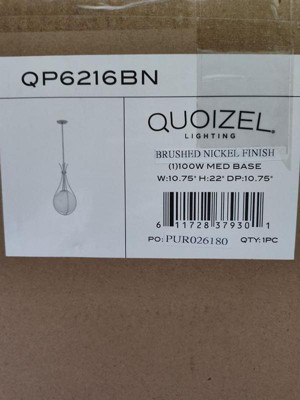 QP6216BN
QUOIZEL
LIGHTING
BRUSHED NICKEL FINISH
(1)100W MED BASE
W:10.75" H:22" DP:10.75"
6 11728 37930 1
PO: PUR026180 QTY:1PC